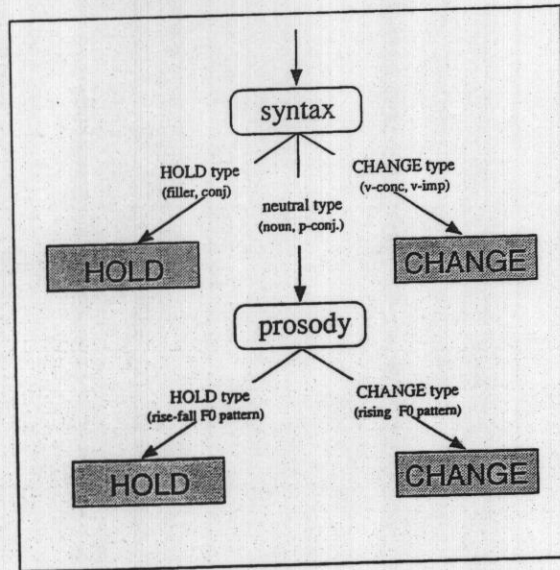 syntax
HOLD type
(filler, conj)
CHANGE type
(v-conc, v-imp)
neutral type
(noun, p-conj.)
HOLD
CHANGE
prosody
HOLD type
(rise-fall F0 pattern)
CHANGE type
(rising F0 pattern)
HOLD
CHANGE